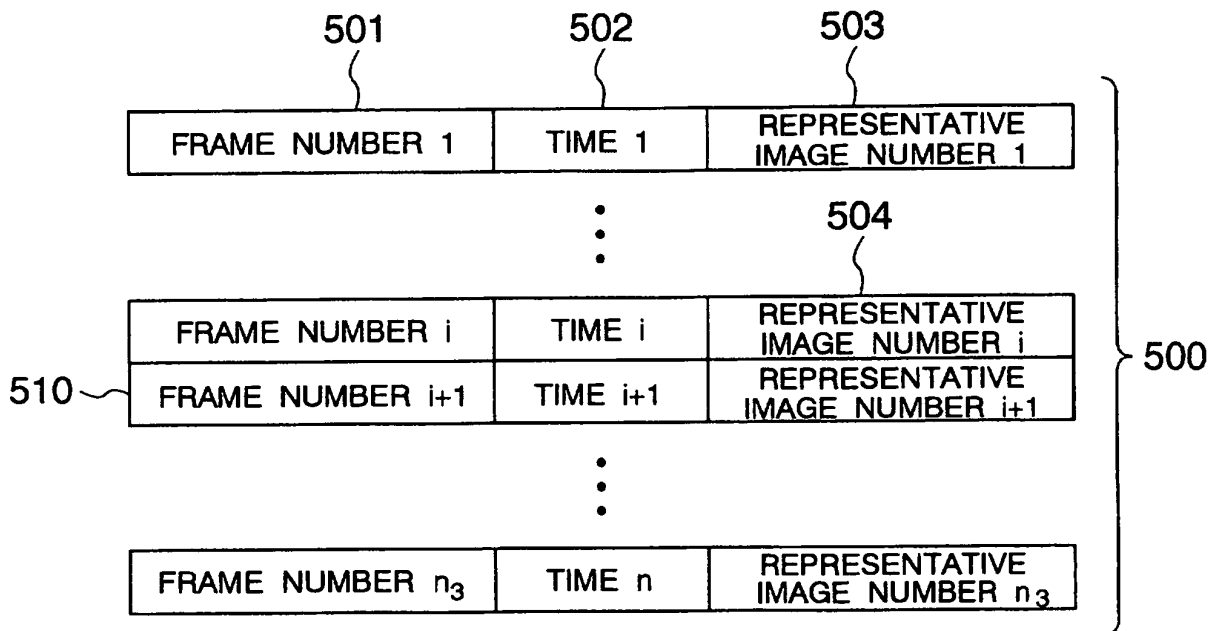 501 502 503
FRAME NUMBER 1 TIME 1 REPRESENTATIVE
IMAGE NUMBER 1
504
FRAME NUMBER i TIME i REPRESENTATIVE
IMAGE NUMBER i
500
510 FRAME NUMBER i+1 TIME i+1 REPRESENTATIVE
IMAGE NUMBER i+1
FRAME NUMBER n3 TIME n REPRESENTATIVE
IMAGE NUMBER n3